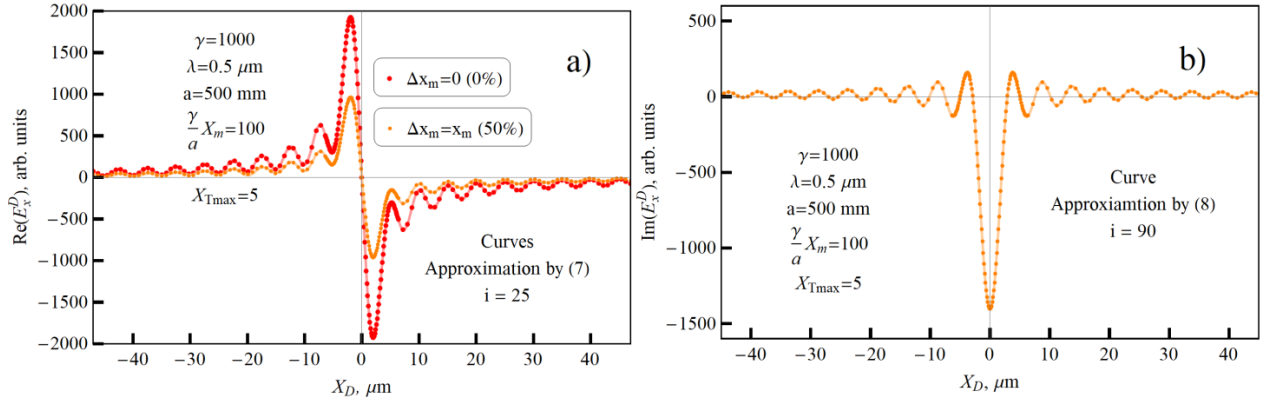 a)
γ=1000
λ=0.5 μm
a=500 mm
γ/a X_m=100
X_Tmax=5
Δx_m=0 (0%)
Δx_m=x_m (50%)
Curves
Approximation by (7)
i = 25
Re(E_x^D), arb. units
2000
1500
1000
500
0
−500
−1000
−1500
−2000
−40 −30 −20 −10 0 10 20 30 40
X_D, μm
b)
γ=1000
λ=0.5 μm
a=500 mm
γ/a X_m=100
X_Tmax=5
Curve
Approxiamtion by (8)
i = 90
Im(E_x^D), arb. units
500
0
−500
−1000
−1500
−40 −30 −20 −10 0 10 20 30 40
X_D, μm